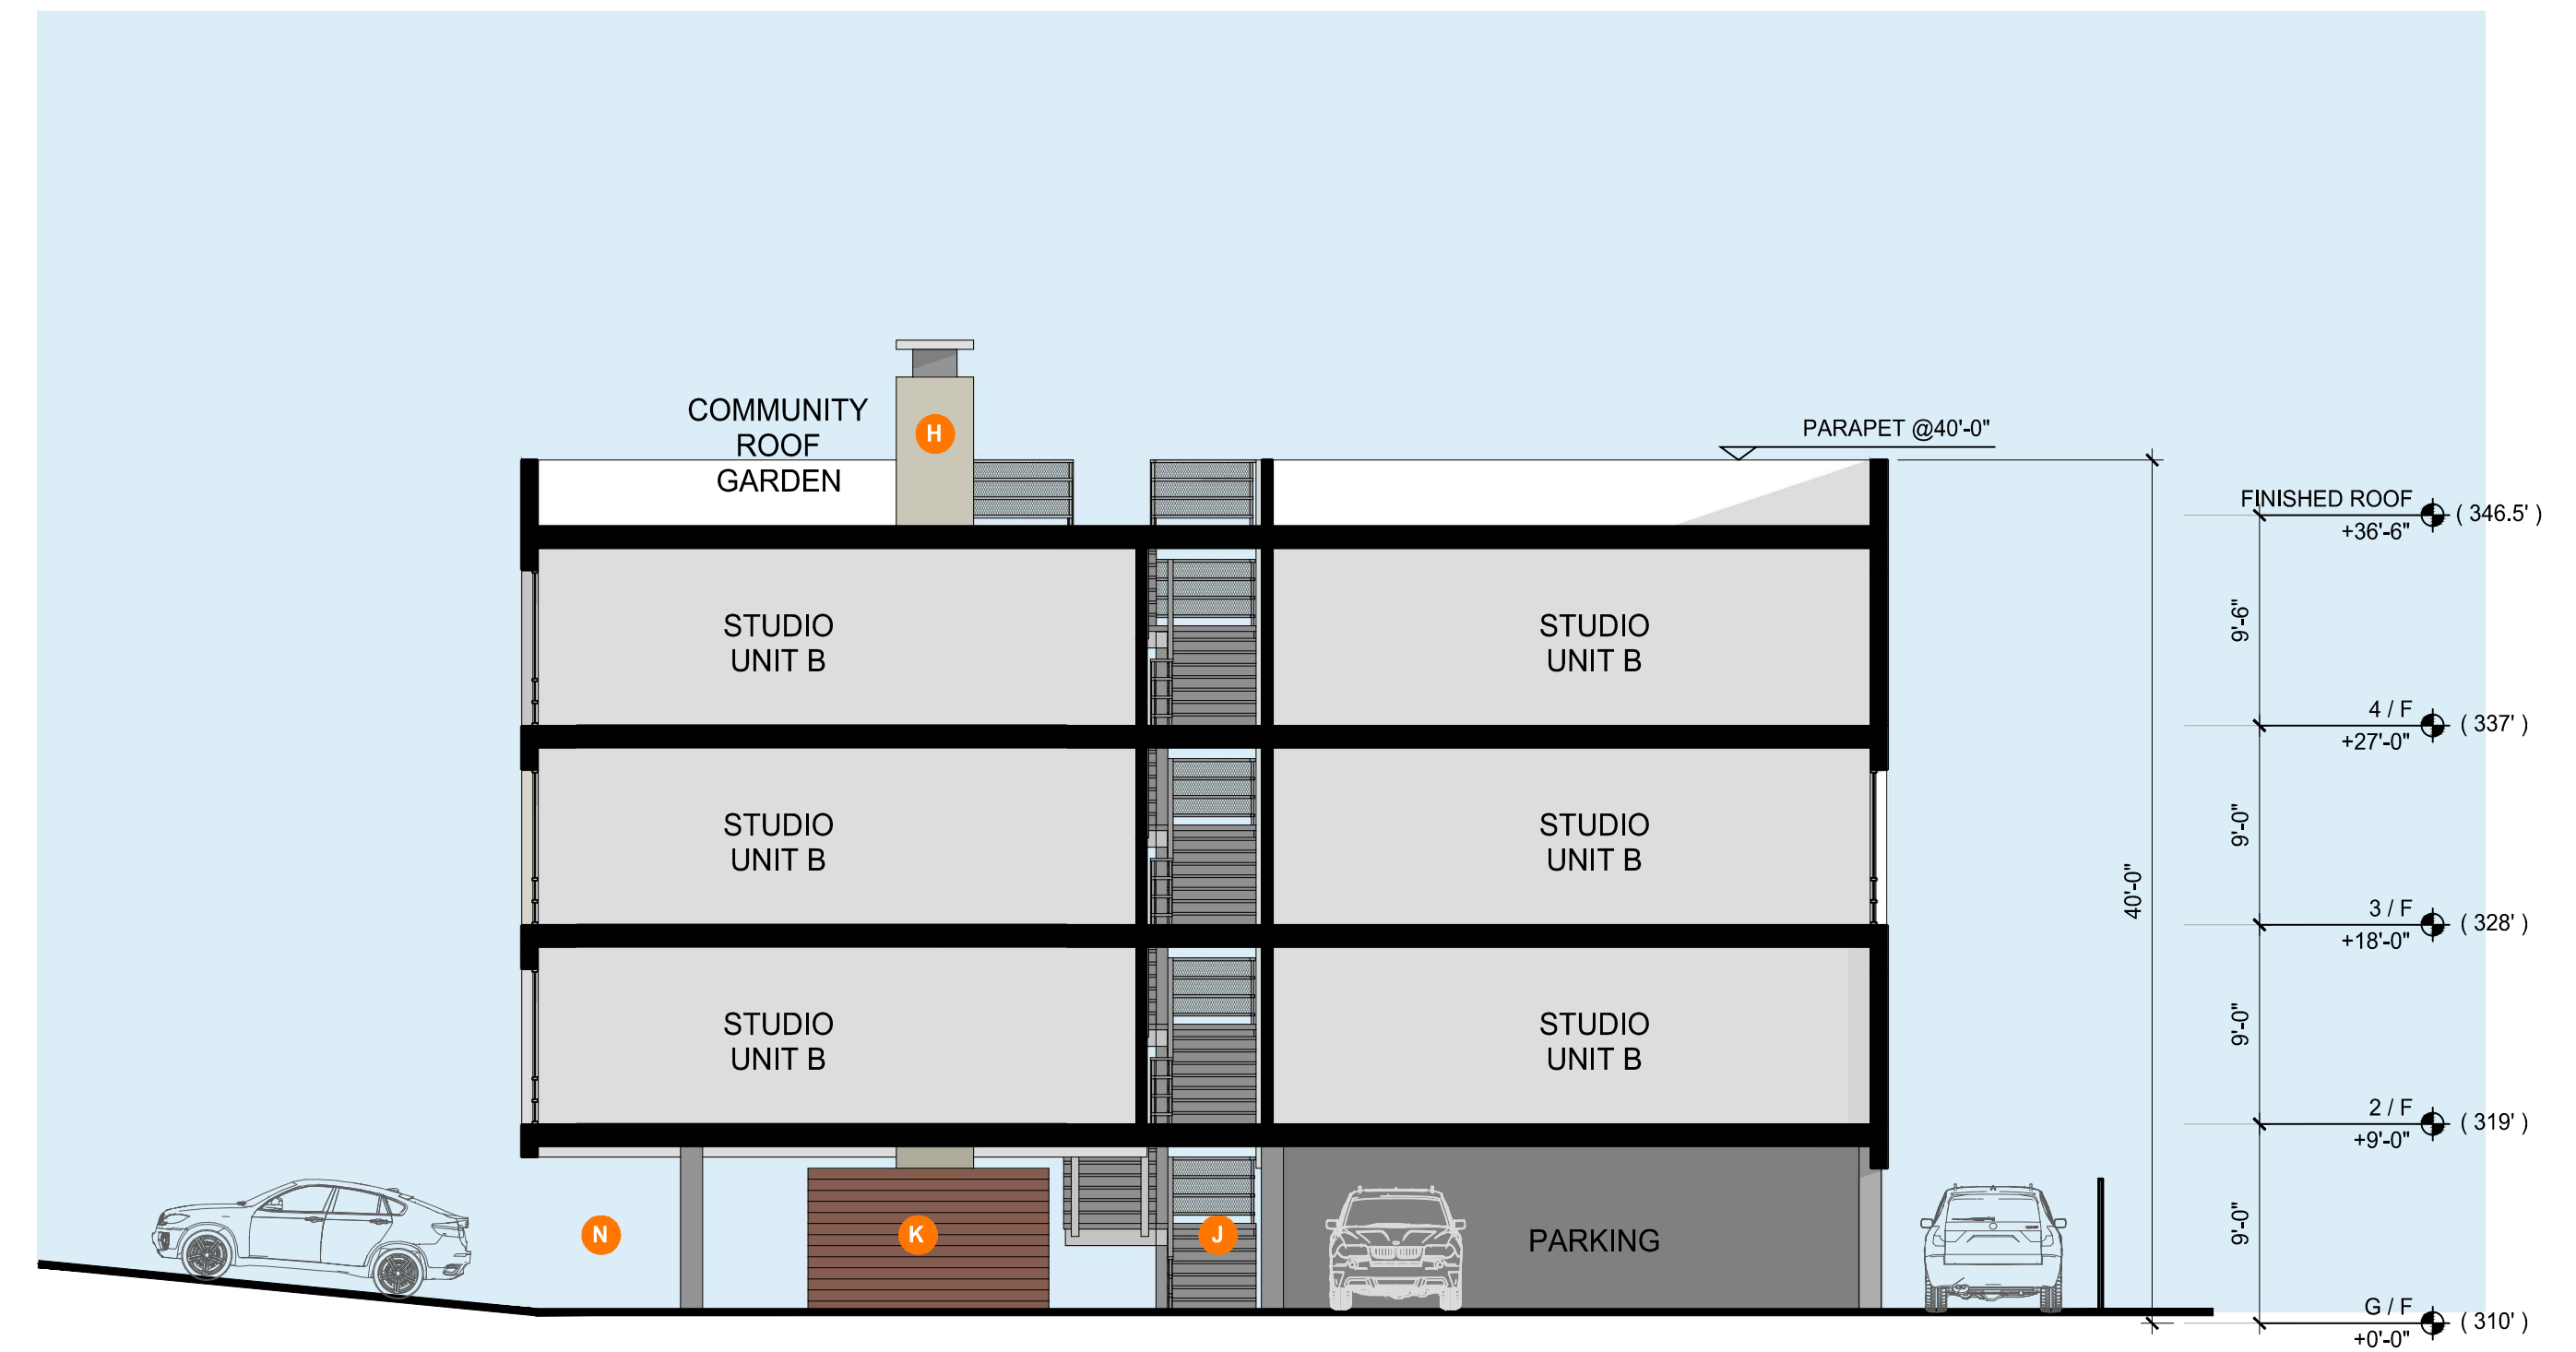 H
COMMUNITY
ROOF
GARDEN
PARAPET @40'-0"
FINISHED ROOF
( 346.5' )
+36'-6"
STUDIO
UNIT B
STUDIO
UNIT B
9'-6"
4 / F
( 337' )
+27'-0"
STUDIO
UNIT B
STUDIO
UNIT B
9'-0"
40'-0"
3 / F
( 328' )
+18'-0"
STUDIO
UNIT B
STUDIO
UNIT B
9'-0"
2 / F
( 319' )
+9'-0"
N
K
J
PARKING
9'-0"
G / F
( 310' )
+0'-0"